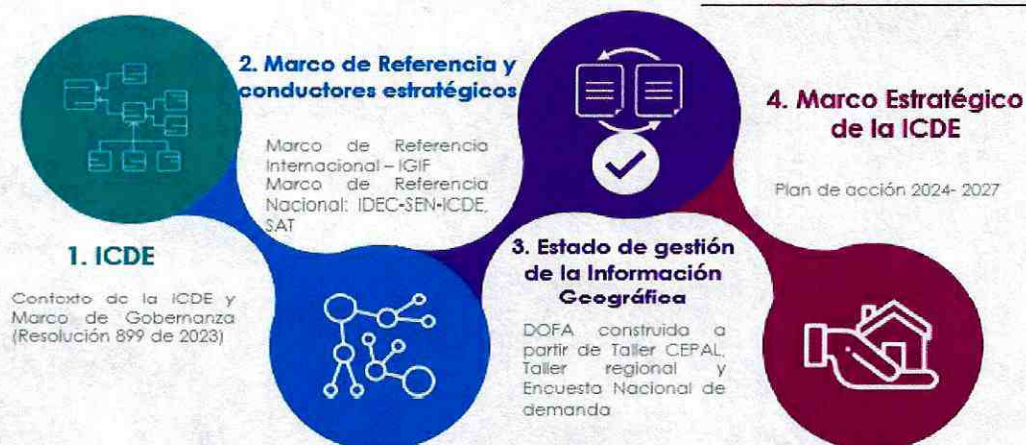 1. ICDE
Contexto de la ICDE y
Marco de Gobernanza
(Resolución 899 de 2023)
2. Marco de Referencia y
conductores estratégicos
Marco de Referencia
Internacional – IGIF
Marco de Referencia
Nacional: IDEC-SEN-ICDE,
SAT
3. Estado de gestión
de la Información
Geográfica
DOFA construida a
partir de Taller CEPAL,
Taller regional y
Encuesta Nacional de
demanda
4. Marco Estratégico
de la ICDE
Plan de acción 2024- 2027